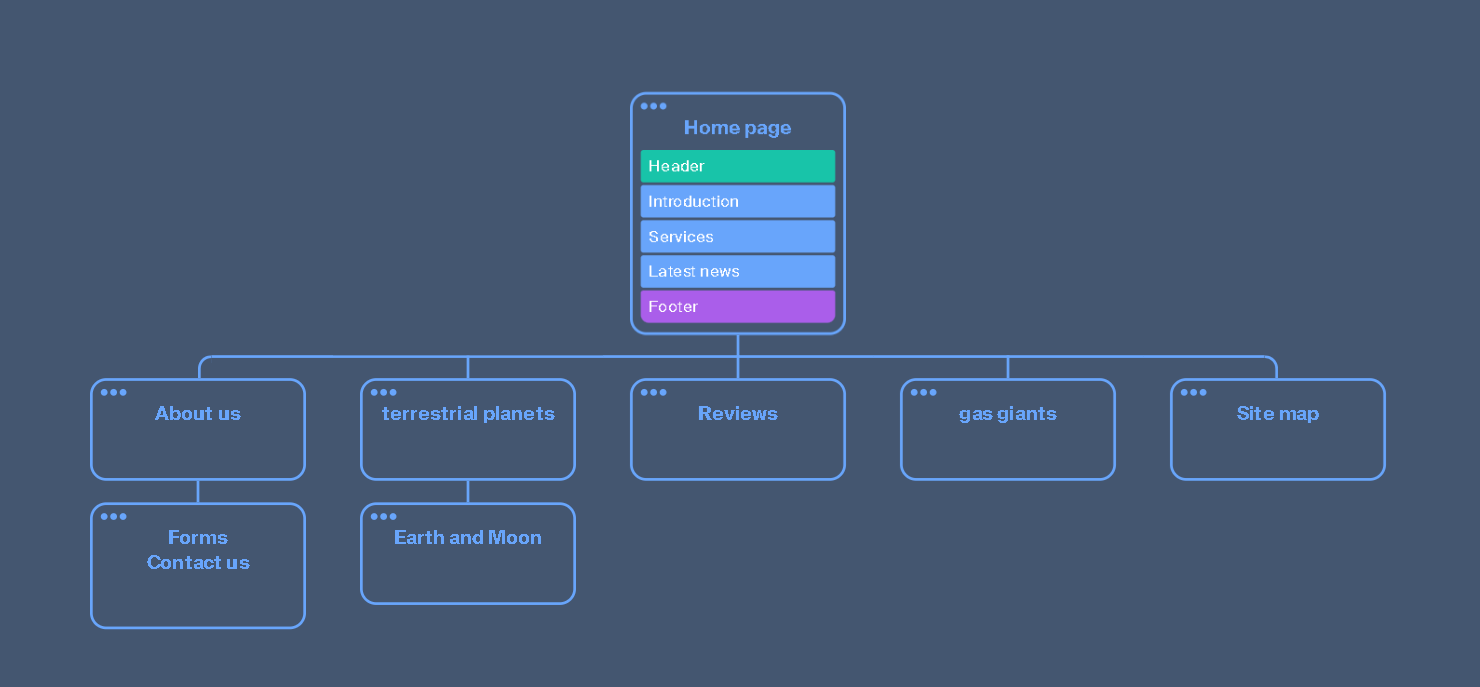 Home page
Header
Introduction
Services
Latest news
Footer
About us
terrestrial planets
Reviews
gas giants
Site map
Forms
Contact us
Earth and Moon